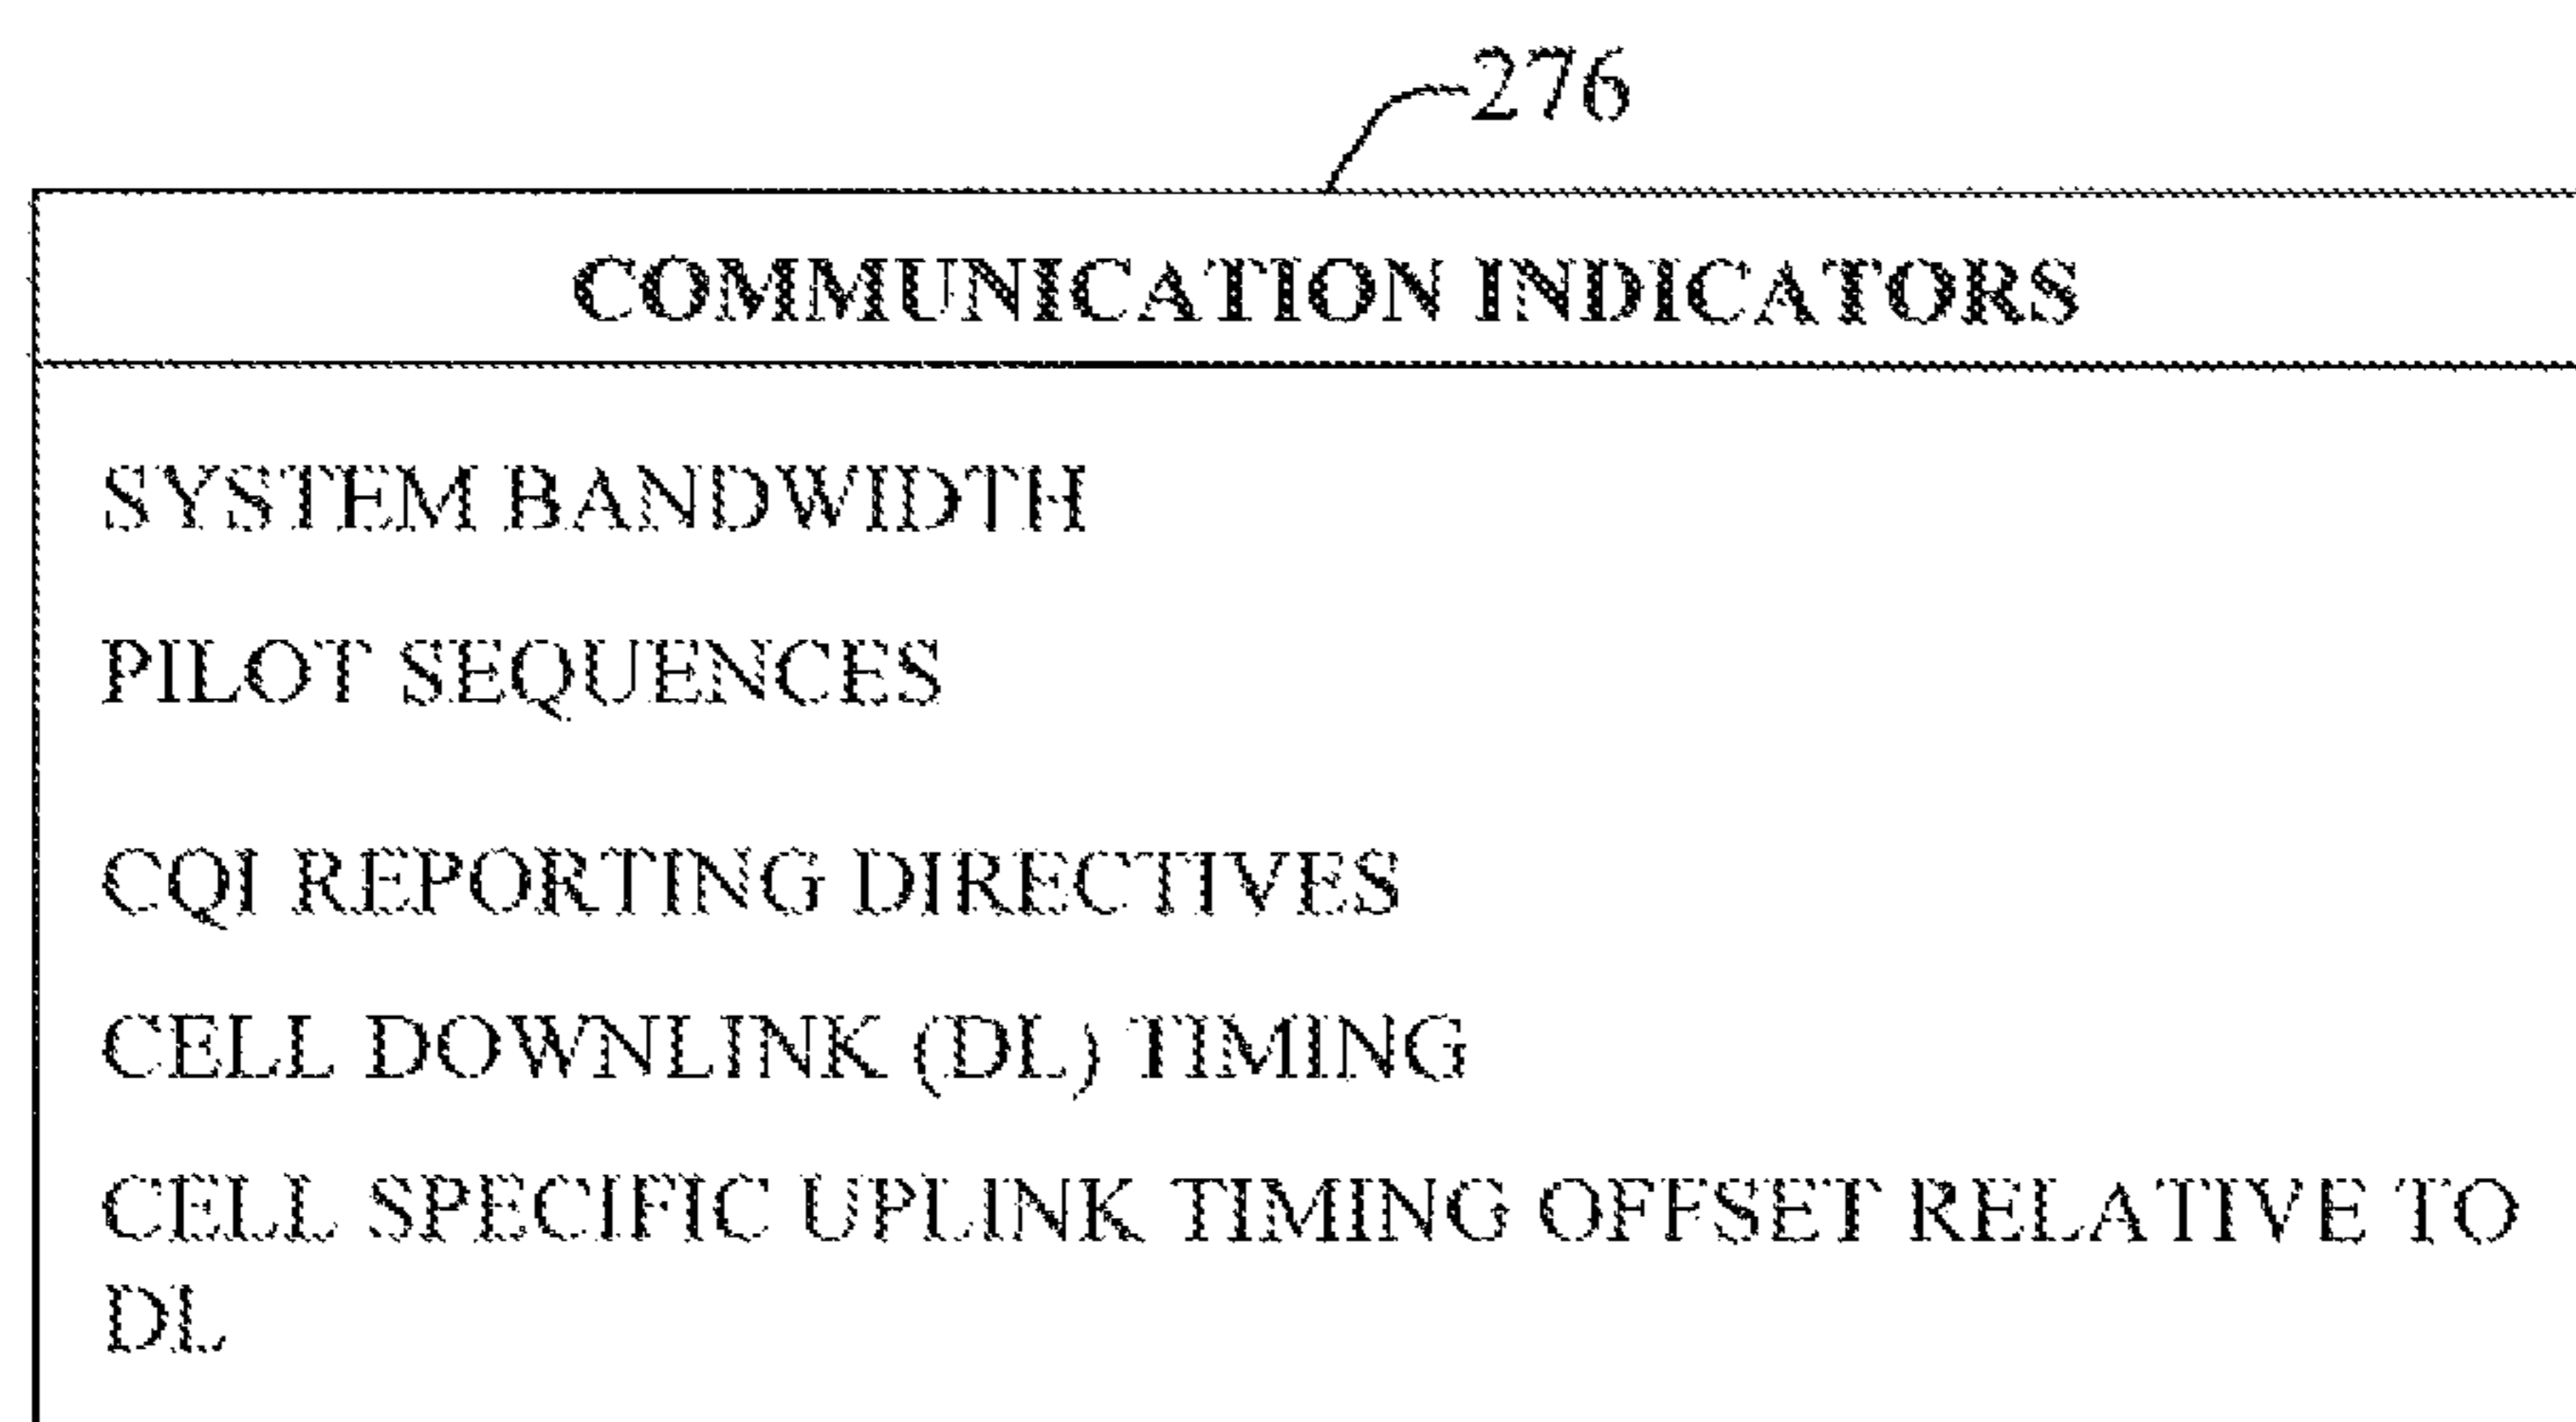 276
COMMUNICATION INDICATORS
SYSTEM BANDWIDTH
PILOT SEQUENCES
CQI REPORTING DIRECTIVES
CELL DOWNLINK (DL) TIMING
CELL SPECIFIC UPLINK TIMING OFFSET RELATIVE TO
DL